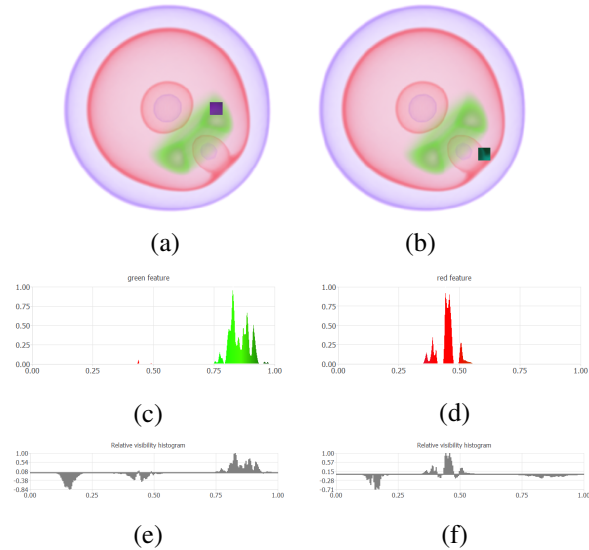 (a) (b)
green feature red feature
1.00 1.00
0.75 0.75
0.50 0.50
0.25 0.25
0.00 0.00
0.00 0.25 0.50 0.75 1.00 0.00 0.25 0.50 0.75 1.00
(c) (d)
Relative visibility histogram Relative visibility histogram
1.00 1.00
0.54 0.57
0.08 0.14
-0.38 -0.28
-0.84 -0.71
0.00 0.25 0.50 0.75 1.00 0.00 0.25 0.50 0.75 1.00
(e) (f)